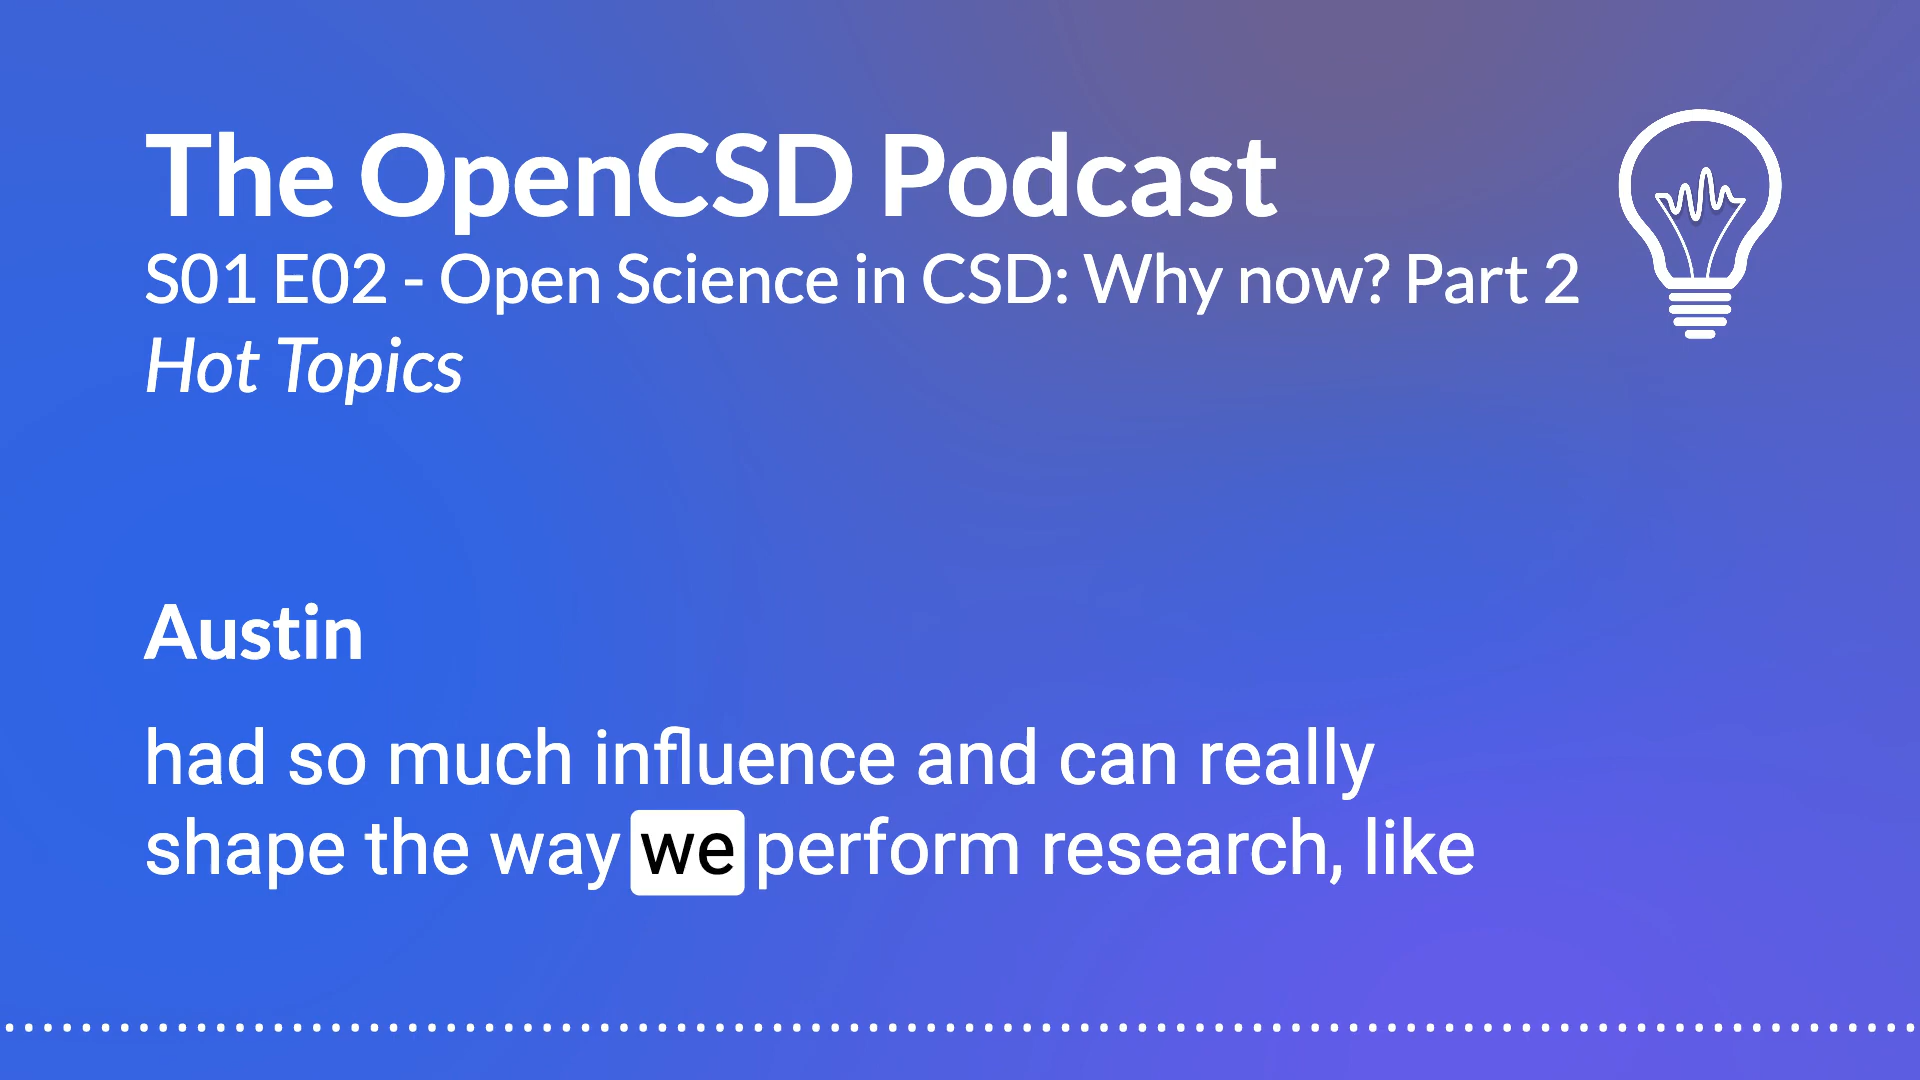 The OpenCSD Podcast
S01 E02 - Open Science in CSD: Why now? Part 2
Hot Topics
Austin
had so much influence and can really
shape the way we perform research, like